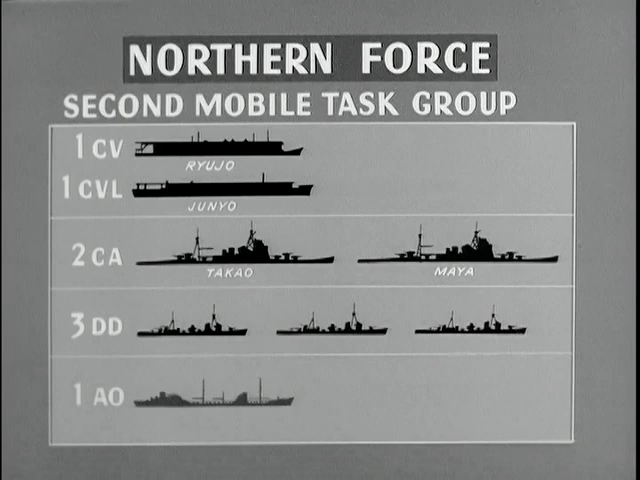 NORTHERN FORCE
SECOND MOBILE TASK GROUP
1 CV
RYUJO
1 CVL
JUNYO
2 CA
TAKAO MAYA
3 DD
1 AO